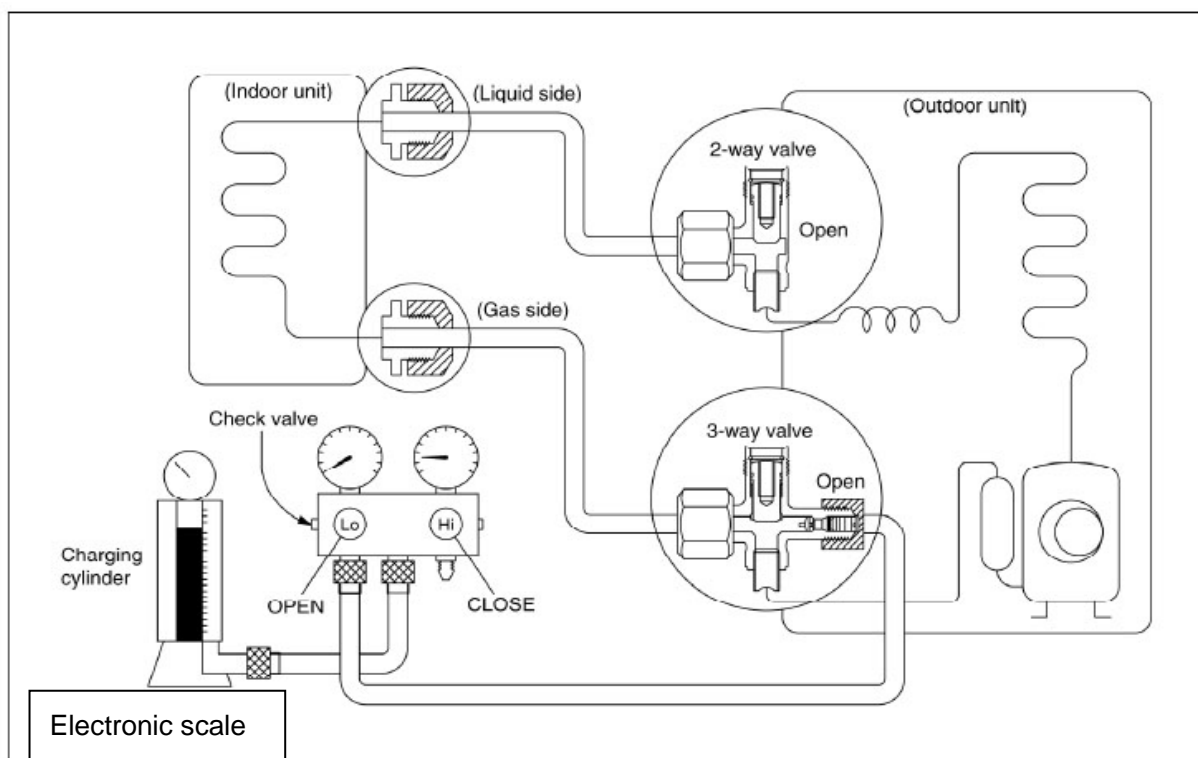 (Indoor unit)
(Liquid side)
(Outdoor unit)
2-way valve
Open
(Gas side)
Check valve
3-way valve
Open
Lo
Hi
Charging
cylinder
OPEN
CLOSE
Electronic scale